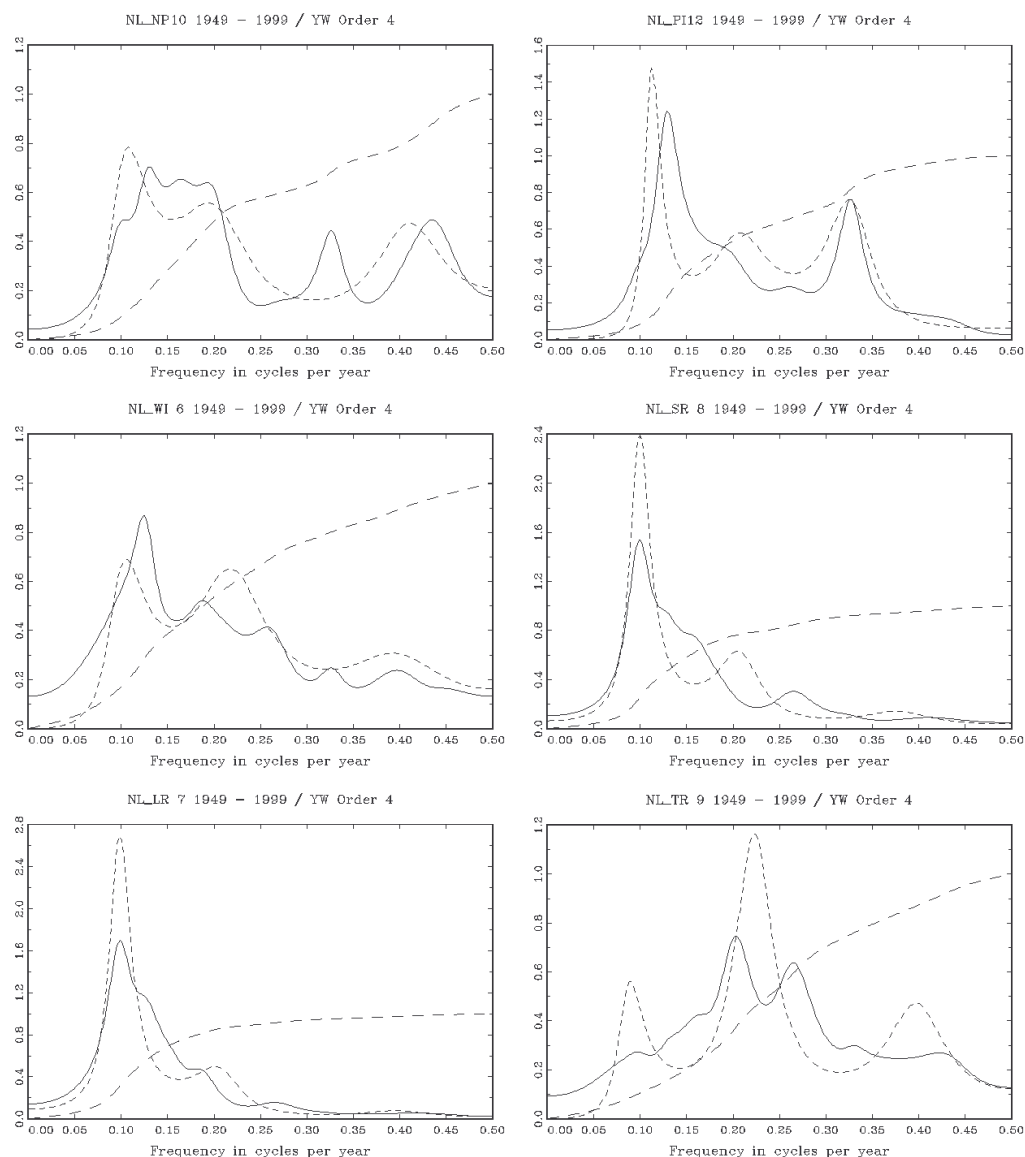 NL_NP10 1949 - 1999 / YW Order 4
NL_PI12 1949 - 1999 / YW Order 4
1.2
1.0
0.8
0.6
0.4
0.2
0.0
0.00 0.05 0.10 0.15 0.20 0.25 0.30 0.35 0.40 0.45 0.50
Frequency in cycles per year
1.6
1.4
1.2
1.0
0.8
0.6
0.4
0.2
0.0
0.00 0.05 0.10 0.15 0.20 0.25 0.30 0.35 0.40 0.45 0.50
Frequency in cycles per year
NL_WI 6 1949 - 1999 / YW Order 4
NL_SR 8 1949 - 1999 / YW Order 4
1.2
1.0
0.8
0.6
0.4
0.2
0.0
0.00 0.05 0.10 0.15 0.20 0.25 0.30 0.35 0.40 0.45 0.50
Frequency in cycles per year
2.4
2.0
1.6
1.2
0.8
0.4
0.0
0.00 0.05 0.10 0.15 0.20 0.25 0.30 0.35 0.40 0.45 0.50
Frequency in cycles per year
NL_LR 7 1949 - 1999 / YW Order 4
NL_TR 9 1949 - 1999 / YW Order 4
2.8
2.4
2.0
1.6
1.2
0.8
0.4
0.0
0.00 0.05 0.10 0.15 0.20 0.25 0.30 0.35 0.40 0.45 0.50
Frequency in cycles per year
1.2
1.0
0.8
0.6
0.4
0.2
0.0
0.00 0.05 0.10 0.15 0.20 0.25 0.30 0.35 0.40 0.45 0.50
Frequency in cycles per year